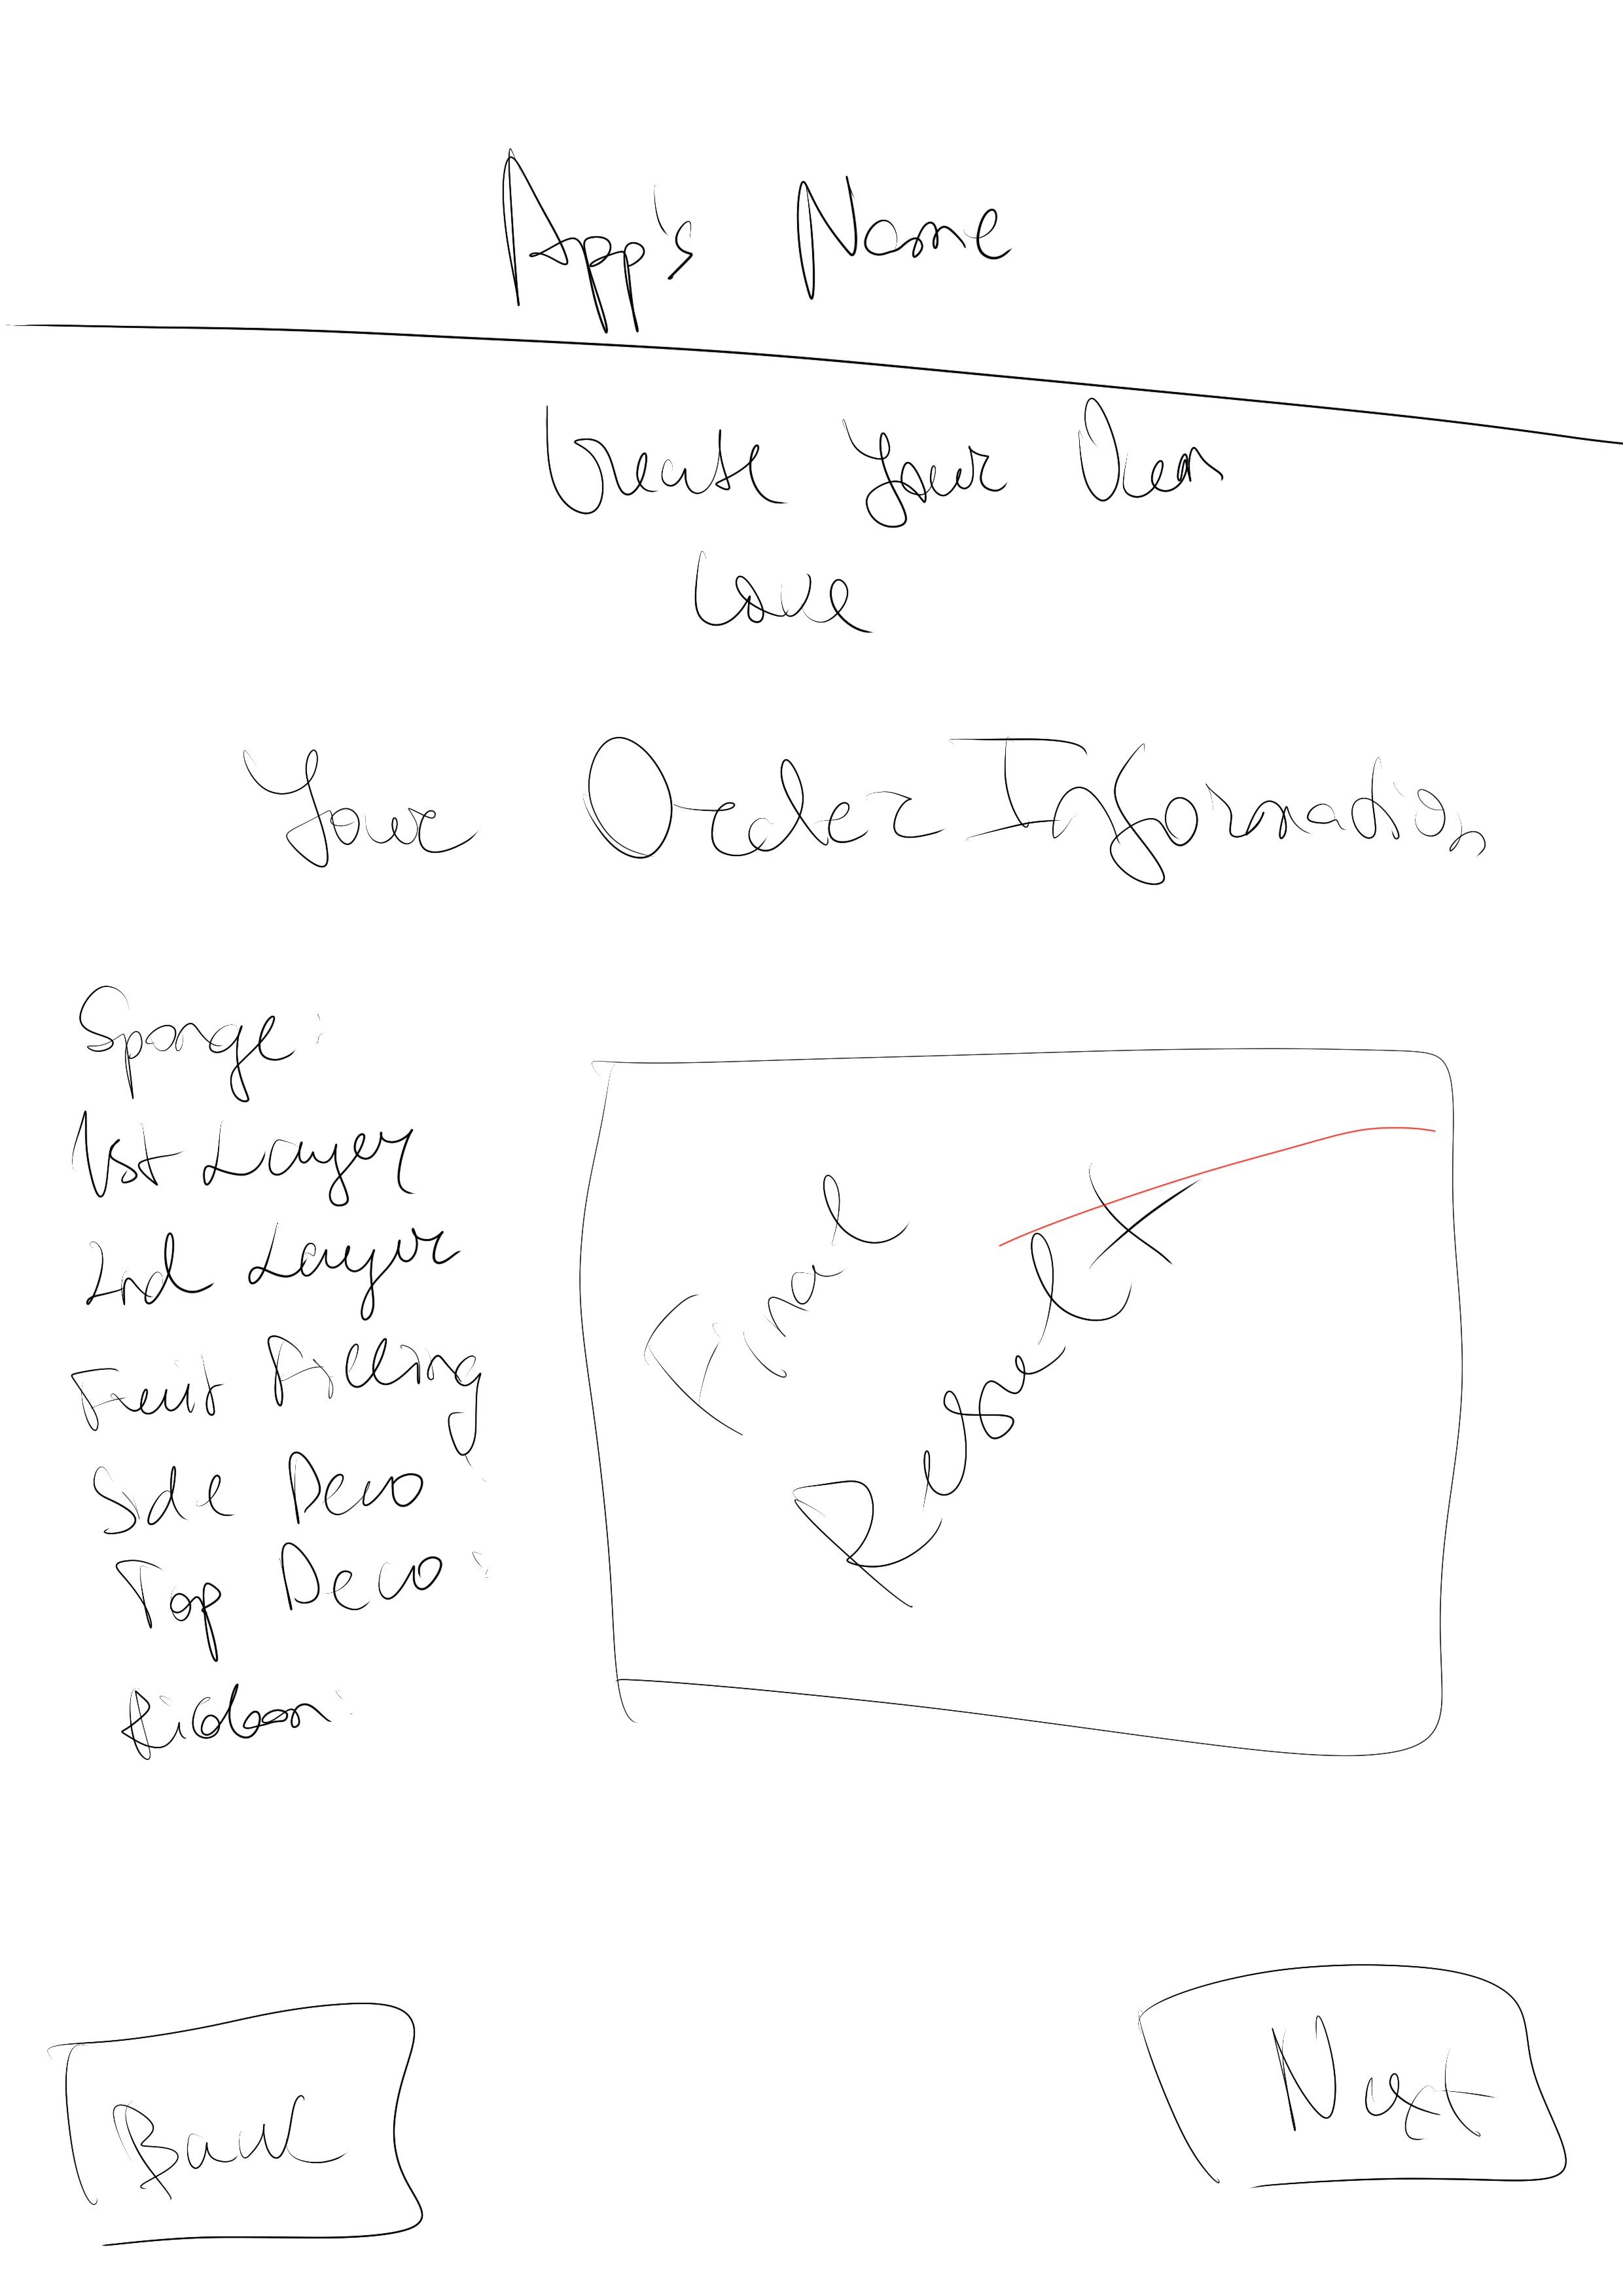 App's Name
Create Your Own
Your Order Information
Sponge:
1st Layer
2nd Layer
Fruit Filling
Side Deco
Top Deco:
Ribbon:
Final
Result
Back
Next